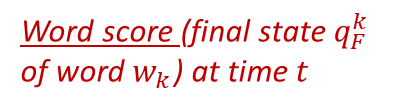 Word score (final state $q_F^k$
of word $w_k$) at time $t$